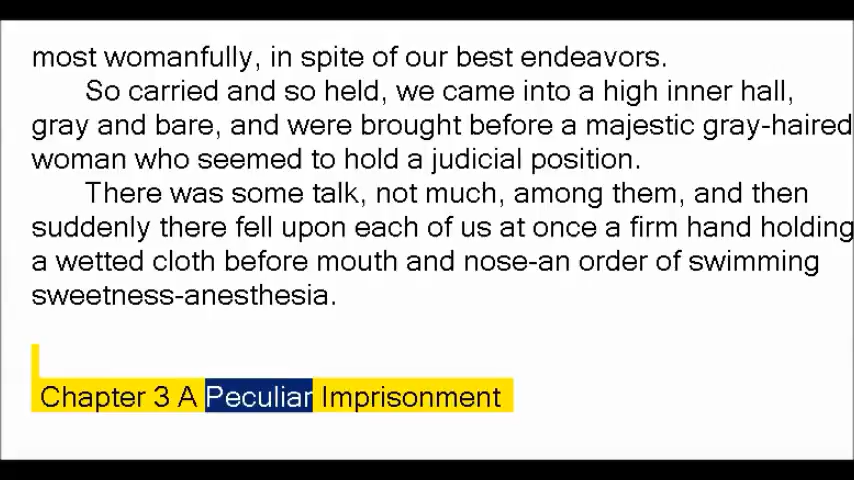 most womanfully, in spite of our best endeavors.
So carried and so held, we came into a high inner hall,
gray and bare, and were brought before a majestic gray-haired
woman who seemed to hold a judicial position.
There was some talk, not much, among them, and then
suddenly there fell upon each of us at once a firm hand holding
a wetted cloth before mouth and nose-an order of swimming
sweetness-anesthesia.
Chapter 3 A Peculiar Imprisonment